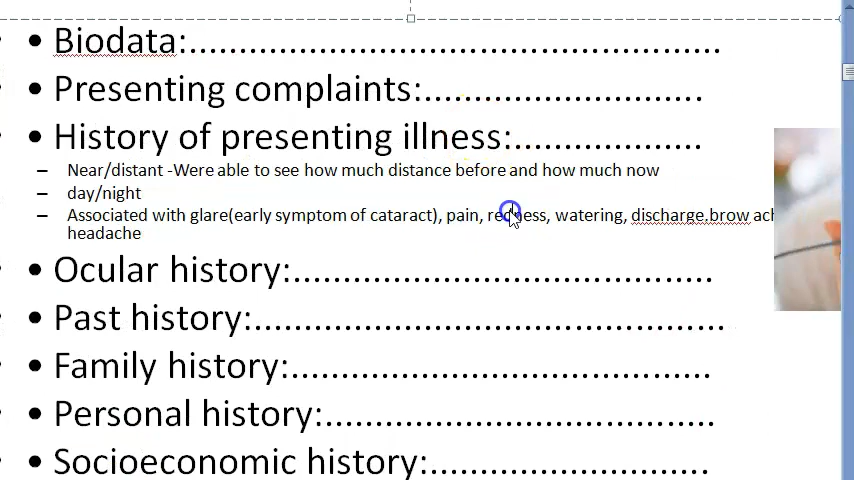 • Biodata:....................................................
• Presenting complaints:...........................
• History of presenting illness:..................
– Near/distant -Were able to see how much distance before and how much now
– day/night
– Associated with glare(early symptom of cataract), pain, redness, watering, discharge.brow
headache
• Ocular history:.........................................
• Past history:..............................................
• Family history:.........................................
• Personal history:......................................
• Socioeconomic history:...........................